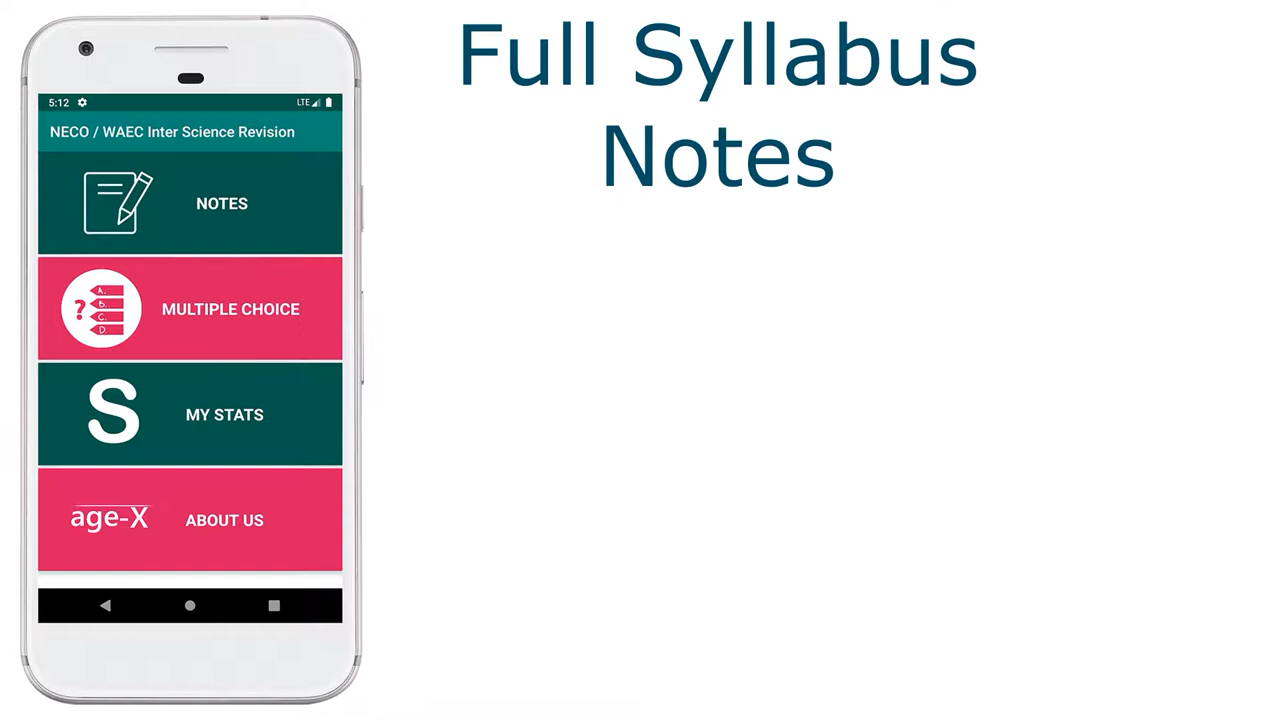 Full Syllabus
Notes
5:12
LTE
NECO / WAEC Inter Science Revision
NOTES
?
A.
B.
C.
D.
MULTIPLE CHOICE
S
MY STATS
age-X
ABOUT US